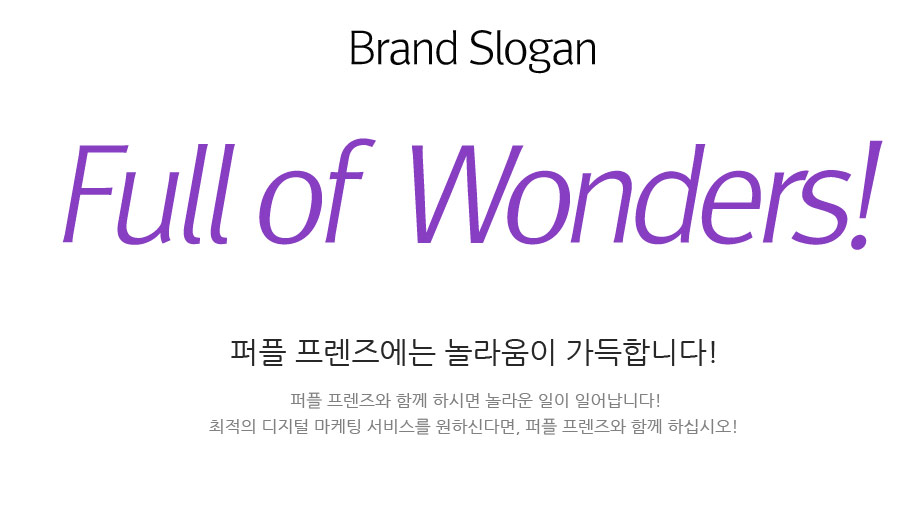 Brand Slogan
Full of Wonders!
퍼플 프렌즈에는 놀라움이 가득합니다!
퍼플 프렌즈와 함께 하시면 놀라운 일이 일어납니다!
최적의 디지털 마케팅 서비스를 원하신다면, 퍼플 프렌즈와 함께 하십시오!